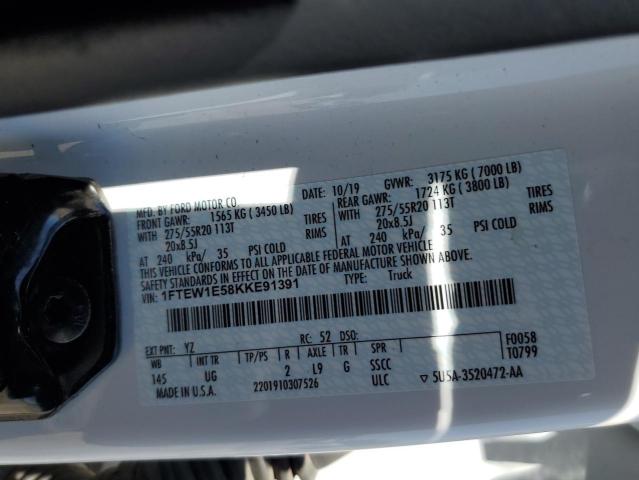 MFD. BY FORD MOTOR CO. DATE: 10/19 GVWR: 3175 KG ( 7000 LB)
FRONT GAWR: 1565 KG ( 3450 LB) REAR GAWR: 1724 KG ( 3800 LB)
WITH 275/55R20 113T TIRES WITH 275/55R20 113T TIRES
20x8.5J RIMS 20x8.5J RIMS
AT 240 kPa/ 35 PSI COLD AT 240 kPa/ 35 PSI COLD
THIS VEHICLE CONFORMS TO ALL APPLICABLE FEDERAL MOTOR VEHICLE
SAFETY STANDARDS IN EFFECT ON THE DATE OF MANUFACTURE SHOWN ABOVE.
VIN: 1FTEW1E58KKE91391 TYPE: Truck
EXT PNT: YZ RC: 52 DSO: F0058
WB INT TR TP/PS R AXLE TR SPR T0799
145 UG 2 L9 G SSCC
MADE IN U.S.A. 2201910307526 ULC ▽ 5U5A-3520472-AA